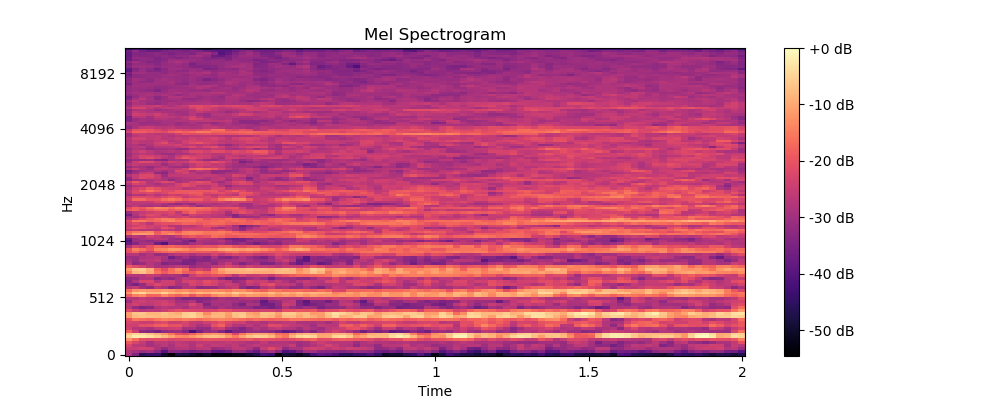 Mel Spectrogram
+0 dB
8192
-10 dB
4096
-20 dB
2048
Hz
-30 dB
1024
-40 dB
512
-50 dB
0
0 0.5 1 1.5 2
Time